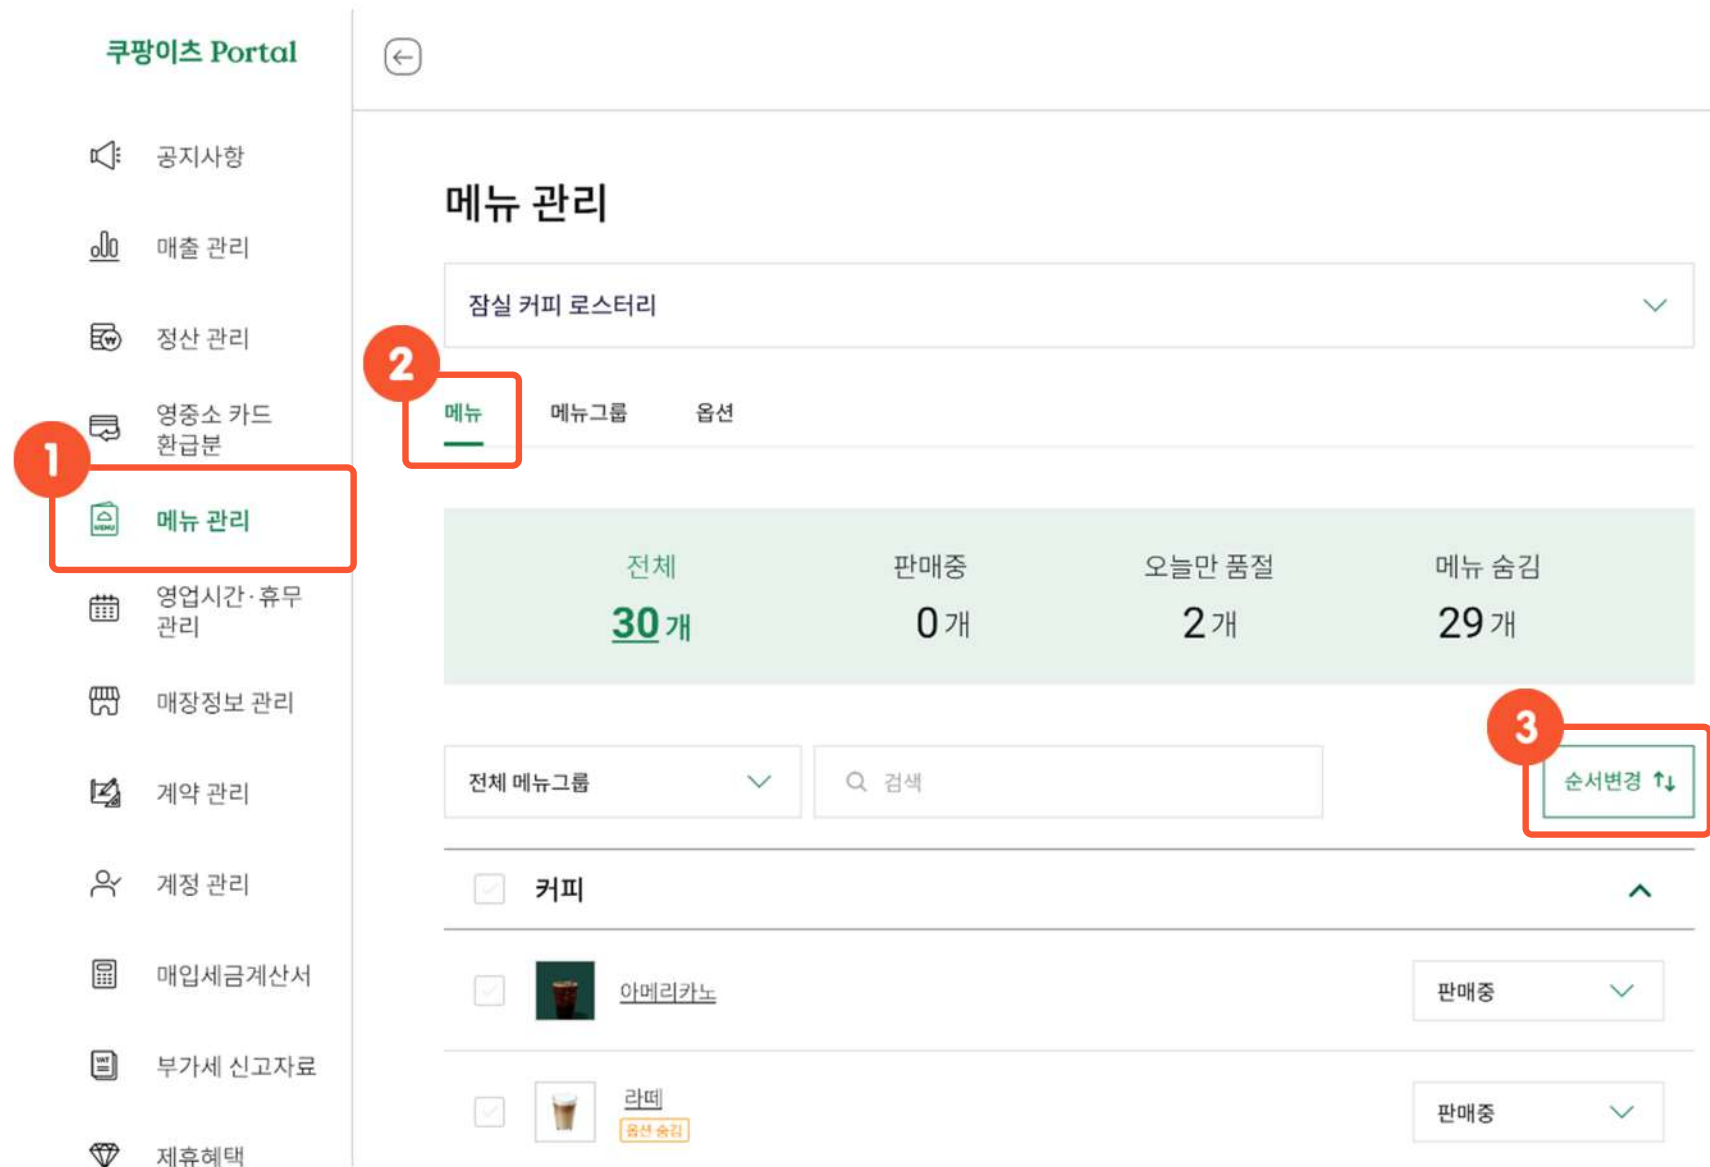 쿠팡이츠 Portal
공지사항
매출 관리
정산 관리
영중소 카드
환급분
1
메뉴 관리
영업시간·휴무
관리
매장정보 관리
계약 관리
계정 관리
매입세금계산서
VAT
부가세 신고자료
제휴혜택
메뉴 관리
잠실 커피 로스터리
2
메뉴 메뉴그룹 옵션
전체 판매중 오늘만 품절 메뉴 숨김
30개 0개 2개 29개
3
전체 메뉴그룹 검색 순서변경
커피
아메리카노 판매중
라떼 판매중
옵션 숨김
MENU